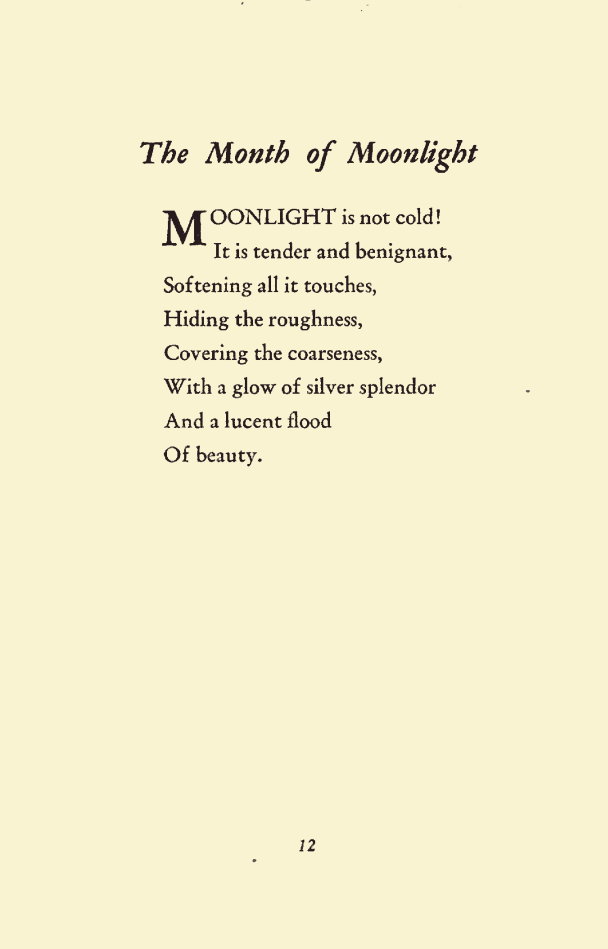 The Month of Moonlight
MOONLIGHT is not cold!
It is tender and benignant,
Softening all it touches,
Hiding the roughness,
Covering the coarseness,
With a glow of silver splendor
And a lucent flood
Of beauty.
12